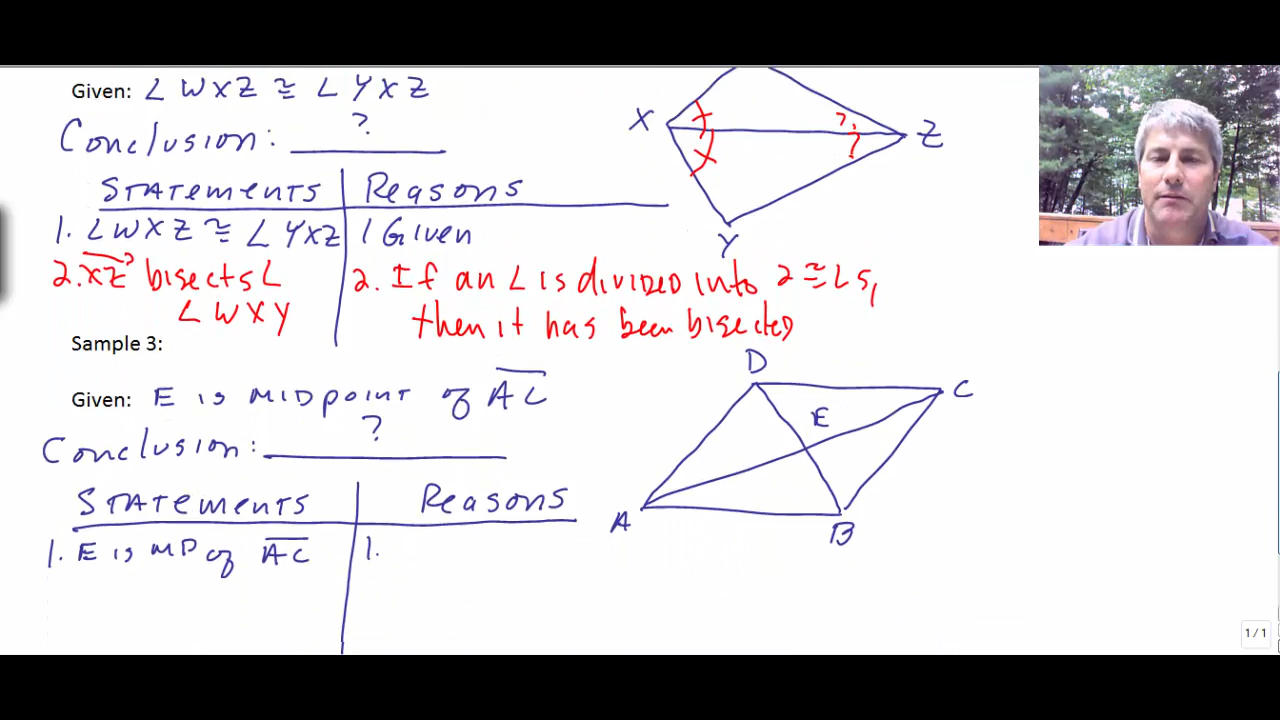 Given: ∠ WXZ ≅ ∠ YXZ
Conclusion: ?
Statements Reasons
1. ∠WXZ ≅ ∠ YXZ 1 Given
2. XZ bisects ∠ 2. If an ∠ is divided into 2 ≅ ∠s,
∠ WXY then it has been bisected
X
Z
Y
? ?
Sample 3:
Given: E is MIDPOINT of AC
Conclusion: ?
Statements Reasons
1. E is MP of AC 1.
D
C
E
A
B
1 / 1